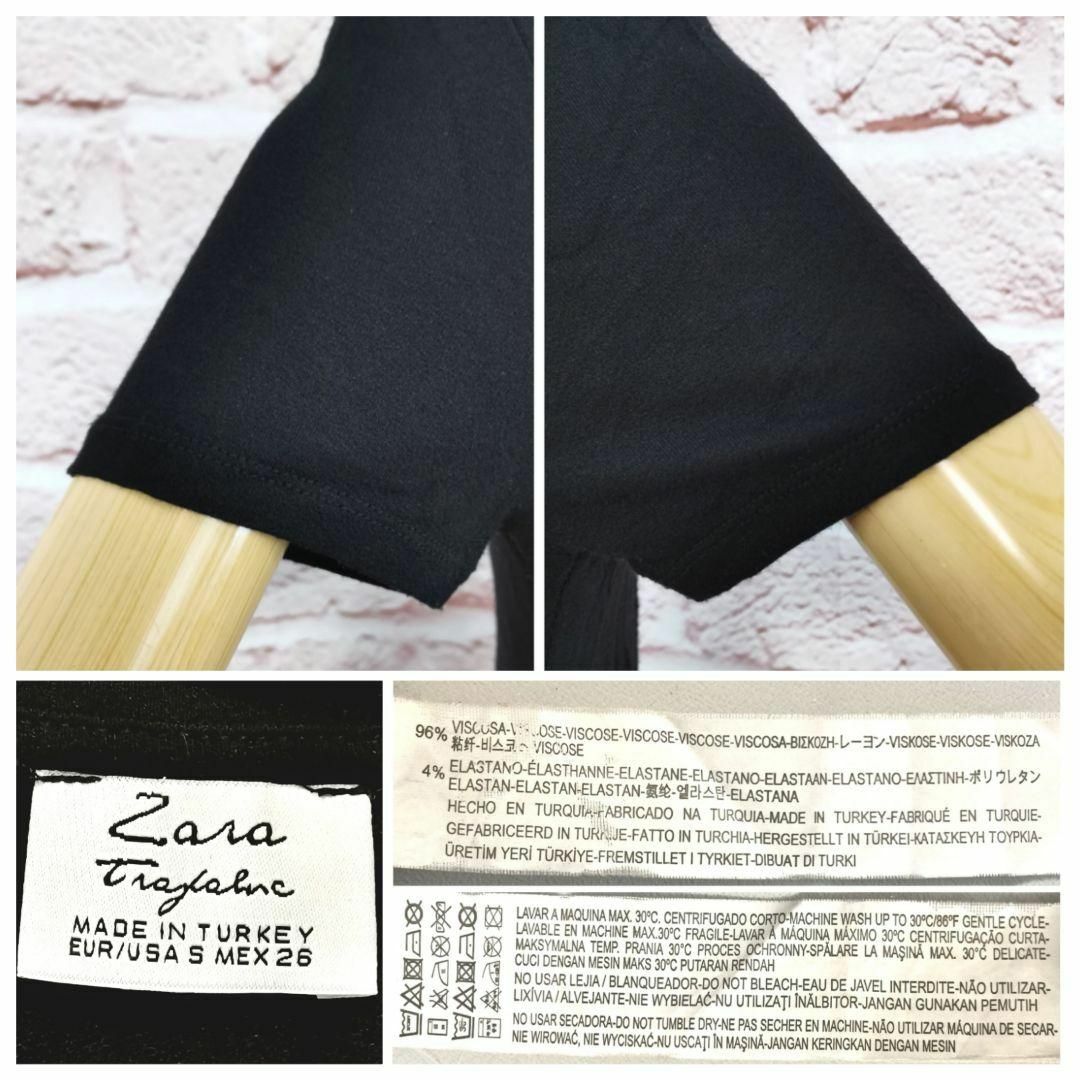 Zara
Trafaluc
MADE IN TURKEY
EUR/USA S MEX 26
96% VISCOSA-VISCOSE-VISCOSE-VISCOSE-VISCOSE-VISCOSA-ΒΙΣΚΟΖΗ-レーヨン-VISKOSE-VISKOSE-VISKOZA
粘纤-비스코스-VISCOSE
4% ELASTANO-ÉLASTHANNE-ELASTANE-ELASTANO-ELASTAAN-ELASTANO-ΕΛΑΣΤΙΝΗ-ポリウレタン
ELASTAN-ELASTAN-ELASTAN-氨纶-엘라스탄-ELASTANA
HECHO EN TURQUIA-FABRICADO NA TURQUIA-MADE IN TURKEY-FABRIQUÉ EN TURQUIE-
GEFABRICEERD IN TURKIJE-FATTO IN TURCHIA-HERGESTELLT IN TÜRKEI-ΚΑΤΑΣΚΕΥΗ ΤΟΥΡΚΙΑ-
ÜRETİM YERİ TÜRKİYE-FREMSTILLET I TYRKIET-DIBUAT DI TURKI
LAVAR A MAQUINA MAX. 30ºC. CENTRIFUGADO CORTO-MACHINE WASH UP TO 30ºC/86ºF GENTLE CYCLE-
LAVABLE EN MACHINE MAX.30ºC FRAGILE-LAVAR À MÁQUINA MÁXIMO 30ºC CENTRIFUGAÇÃO CURTA-
MAKSYMALNA TEMP. PRANIA 30°C PROCES OCHRONNY-SPĂLARE LA MAŞINĂ MAX. 30°C DELICATE-
CUCI DENGAN MESIN MAKS 30ºC PUTARAN RENDAH
NO USAR LEJIA / BLANQUEADOR-DO NOT BLEACH-EAU DE JAVEL INTERDITE-NÃO UTILIZAR-
LIXÍVIA / ALVEJANTE-NIE WYBIELAĆ-NU UTILIZAŢI ÎNĂLBITOR-JANGAN GUNAKAN PEMUTIH
NO USAR SECADORA-DO NOT TUMBLE DRY-NE PAS SECHER EN MACHINE-NÃO UTILIZAR MÁQUINA DE SECAR-
NIE WIROWAĆ, NIE WYCISKAĆ-NU USCAŢI ÎN MAŞINĂ-JANGAN KERINGKAN DENGAN MESIN